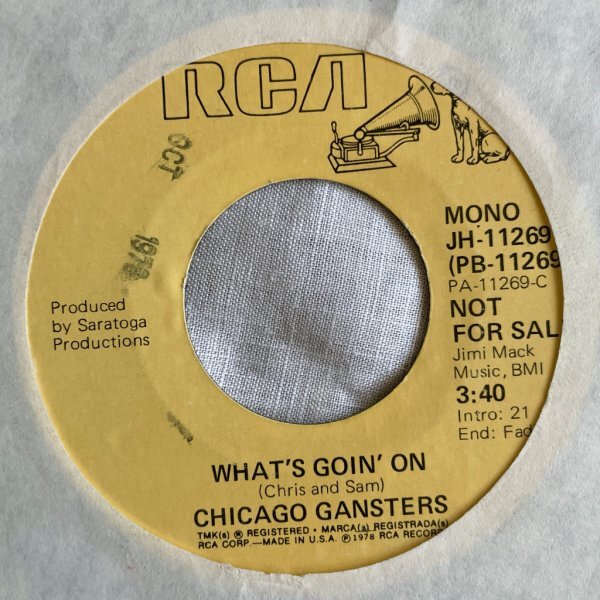 RCA
OCT 1978
MONO
JH-11269
(PB-11269
PA-11269-C
NOT
FOR SAL
Jimi Mack
Music, BMI
3:40
Intro: 21
End: Fad
Produced
by Saratoga
Productions
WHAT'S GOIN' ON
(Chris and Sam)
CHICAGO GANSTERS
TMK(s) ® REGISTERED • MARCA(s) REGISTRADA(s)
RCA CORP.—MADE IN U.S.A. ℗ 1978 RCA RECOR